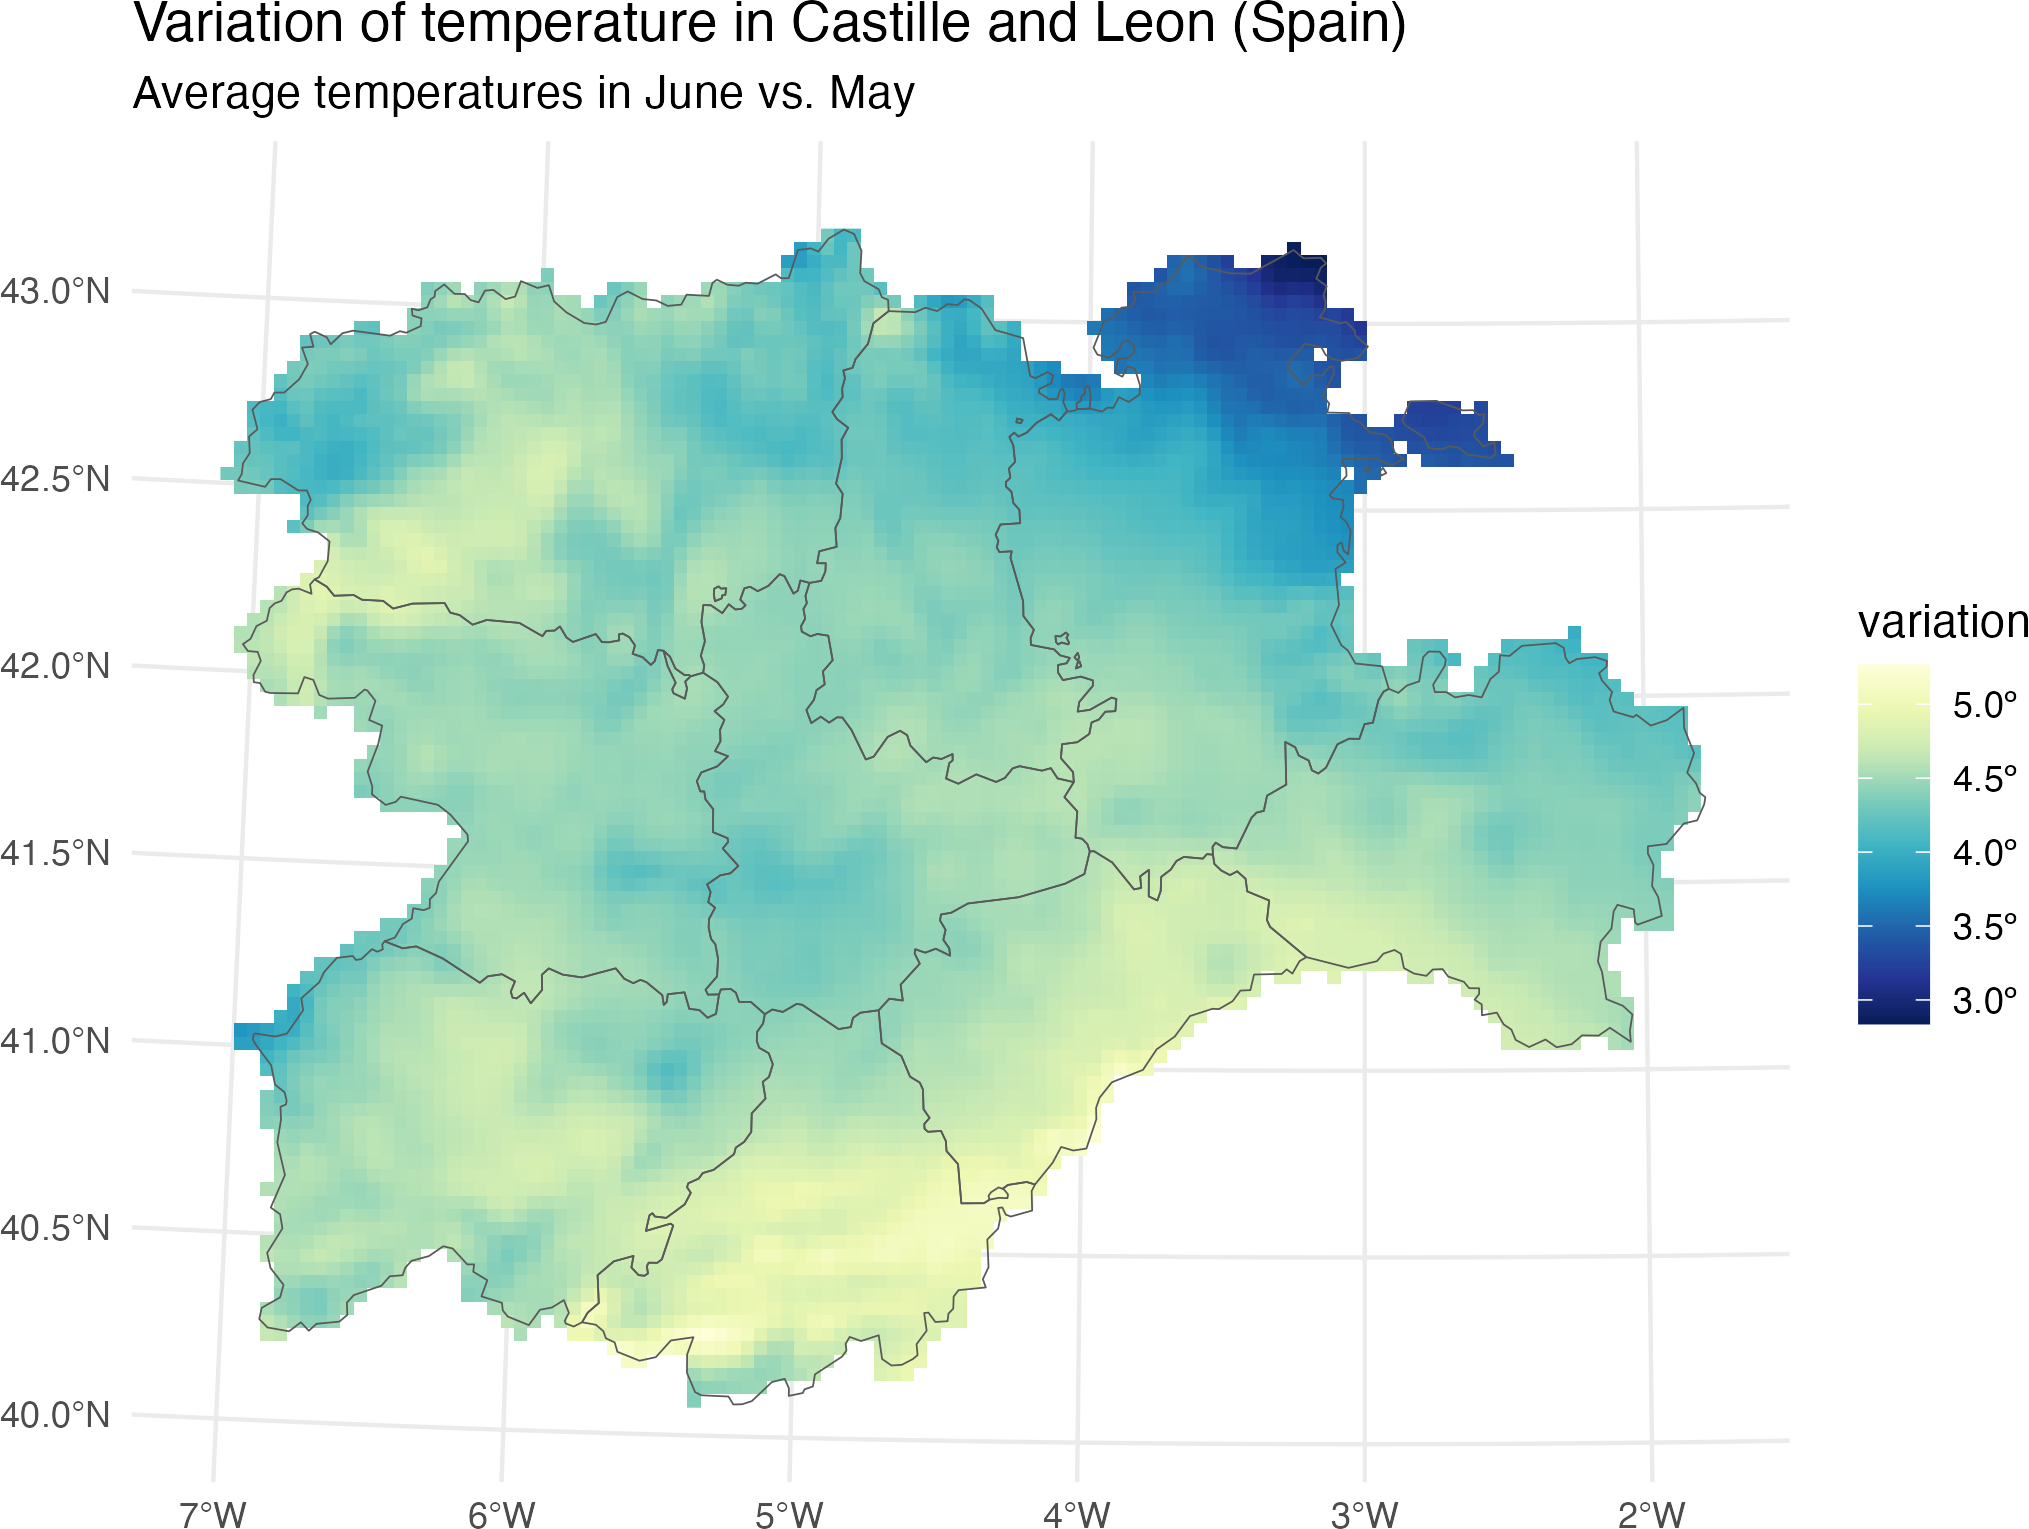 Variation of temperature in Castille and Leon (Spain)
Average temperatures in June vs. May
43.0°N
42.5°N
42.0°N
41.5°N
41.0°N
40.5°N
40.0°N
7°W
6°W
5°W
4°W
3°W
2°W
variation
5.0°
4.5°
4.0°
3.5°
3.0°